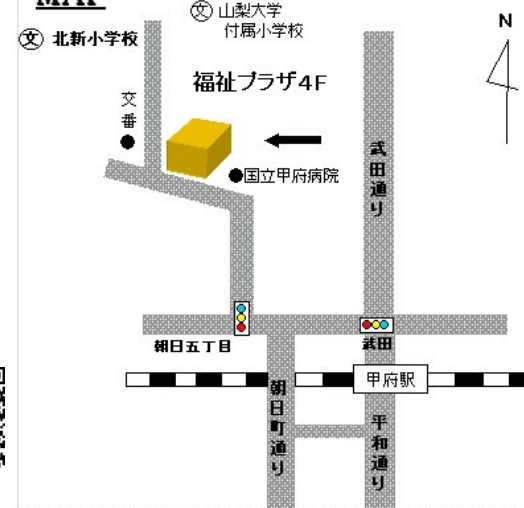 MAP
文 山梨大学
付属小学校
文 北新小学校
N
福祉プラザ4F
交番
国立甲府病院
武田通り
朝日五丁目
武田
甲府駅
朝日町通り
平和通り